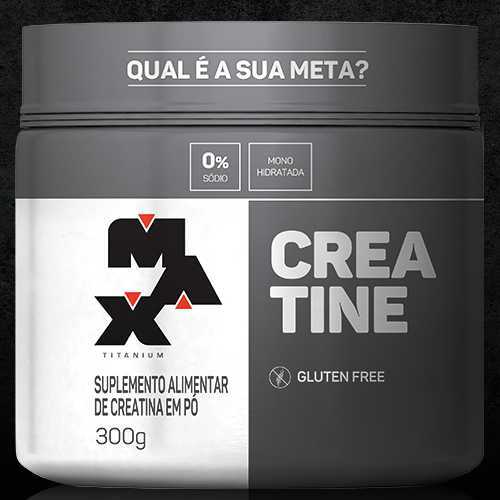 QUAL É A SUA META?
0%
SÓDIO
MONO
HIDRATADA
MAX
TITANIUM
SUPLEMENTO ALIMENTAR
DE CREATINA EM PÓ
300g
CREA
TINE
GLUTEN FREE